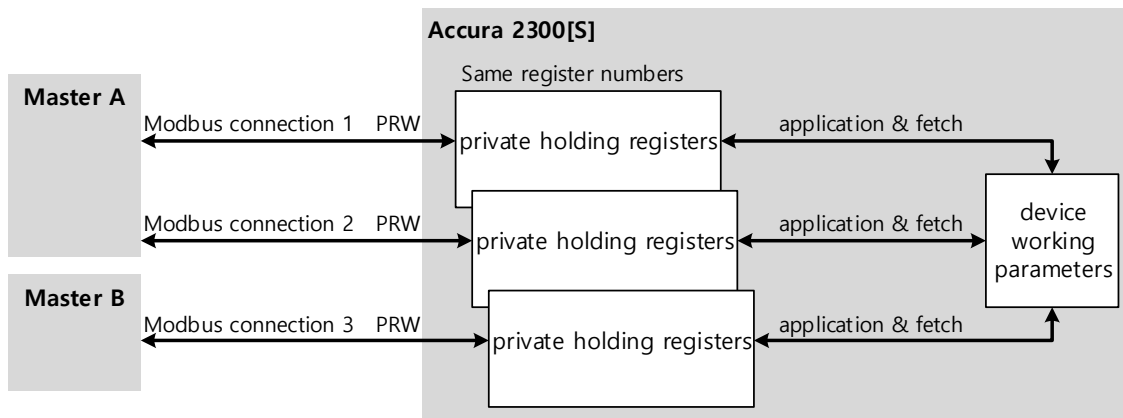 Accura 2300[S]
Same register numbers
Master A
Modbus connection 1 PRW
private holding registers
application & fetch
Modbus connection 2 PRW
private holding registers
application & fetch
device
working
parameters
Master B
Modbus connection 3 PRW
private holding registers
application & fetch